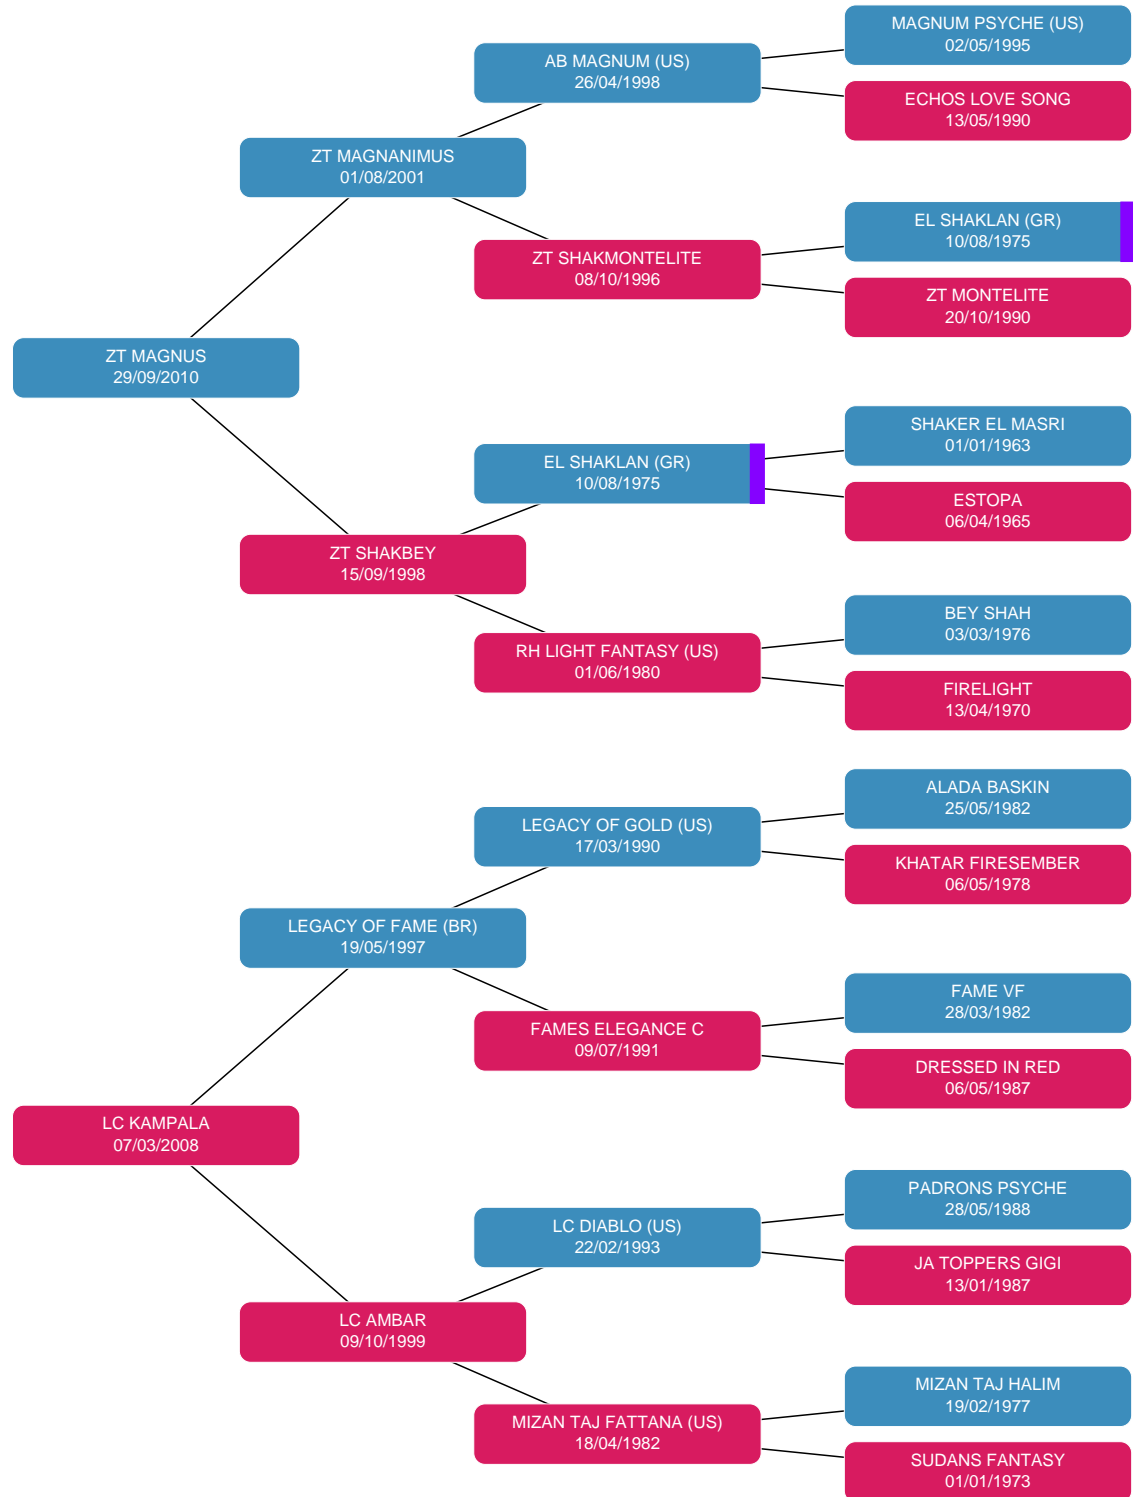 MAGNUM PSYCHE (US)
02/05/1995
AB MAGNUM (US)
26/04/1998
ECHOS LOVE SONG
13/05/1990
ZT MAGNANIMUS
01/08/2001
EL SHAKLAN (GR)
10/08/1975
ZT SHAKMONTELITE
08/10/1996
ZT MONTELITE
20/10/1990
ZT MAGNUS
29/09/2010
SHAKER EL MASRI
01/01/1963
EL SHAKLAN (GR)
10/08/1975
ESTOPA
06/04/1965
ZT SHAKBEY
15/09/1998
BEY SHAH
03/03/1976
RH LIGHT FANTASY (US)
01/06/1980
FIRELIGHT
13/04/1970
ALADA BASKIN
25/05/1982
LEGACY OF GOLD (US)
17/03/1990
KHATAR FIRESEMBER
06/05/1978
LEGACY OF FAME (BR)
19/05/1997
FAME VF
28/03/1982
FAMES ELEGANCE C
09/07/1991
DRESSED IN RED
06/05/1987
LC KAMPALA
07/03/2008
PADRONS PSYCHE
28/05/1988
LC DIABLO (US)
22/02/1993
JA TOPPERS GIGI
13/01/1987
LC AMBAR
09/10/1999
MIZAN TAJ HALIM
19/02/1977
MIZAN TAJ FATTANA (US)
18/04/1982
SUDANS FANTASY
01/01/1973